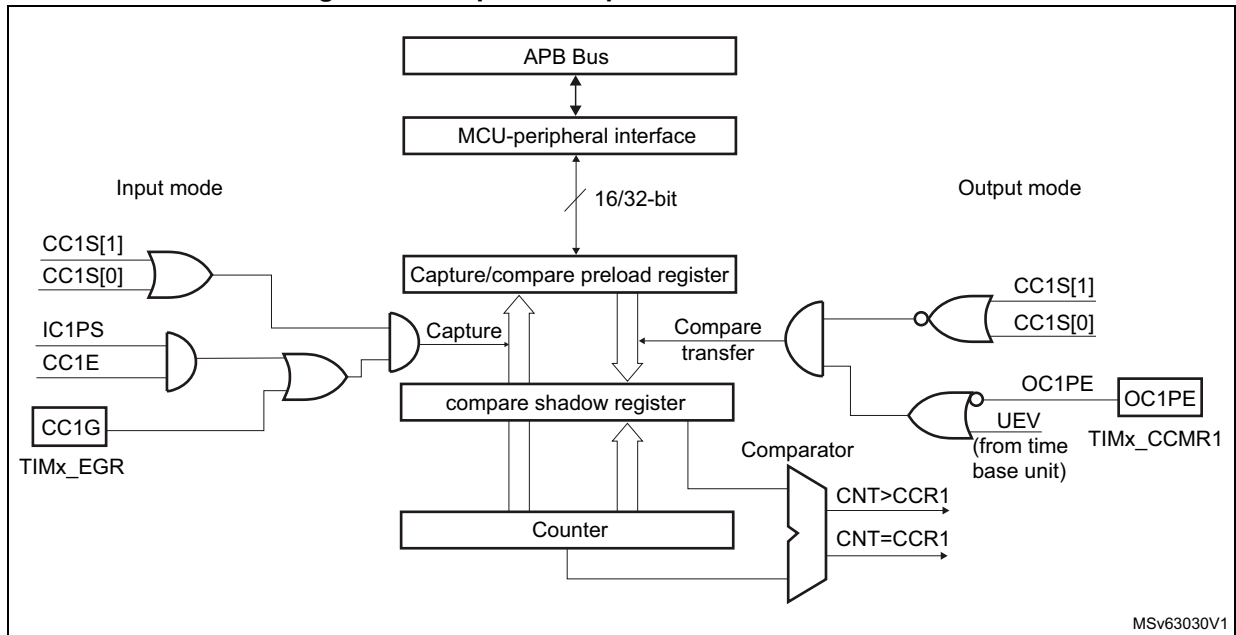 APB Bus
MCU-peripheral interface
Input mode
16/32-bit
Output mode
CC1S[1]
CC1S[0]
Capture/compare preload register
CC1S[1]
CC1S[0]
IC1PS
CC1E
Capture
Compare
transfer
compare shadow register
OC1PE
OC1PE
CC1G
TIMx_EGR
UEV
(from time
base unit)
TIMx_CCMR1
Comparator
CNT>CCR1
Counter
CNT=CCR1
MSv63030V1